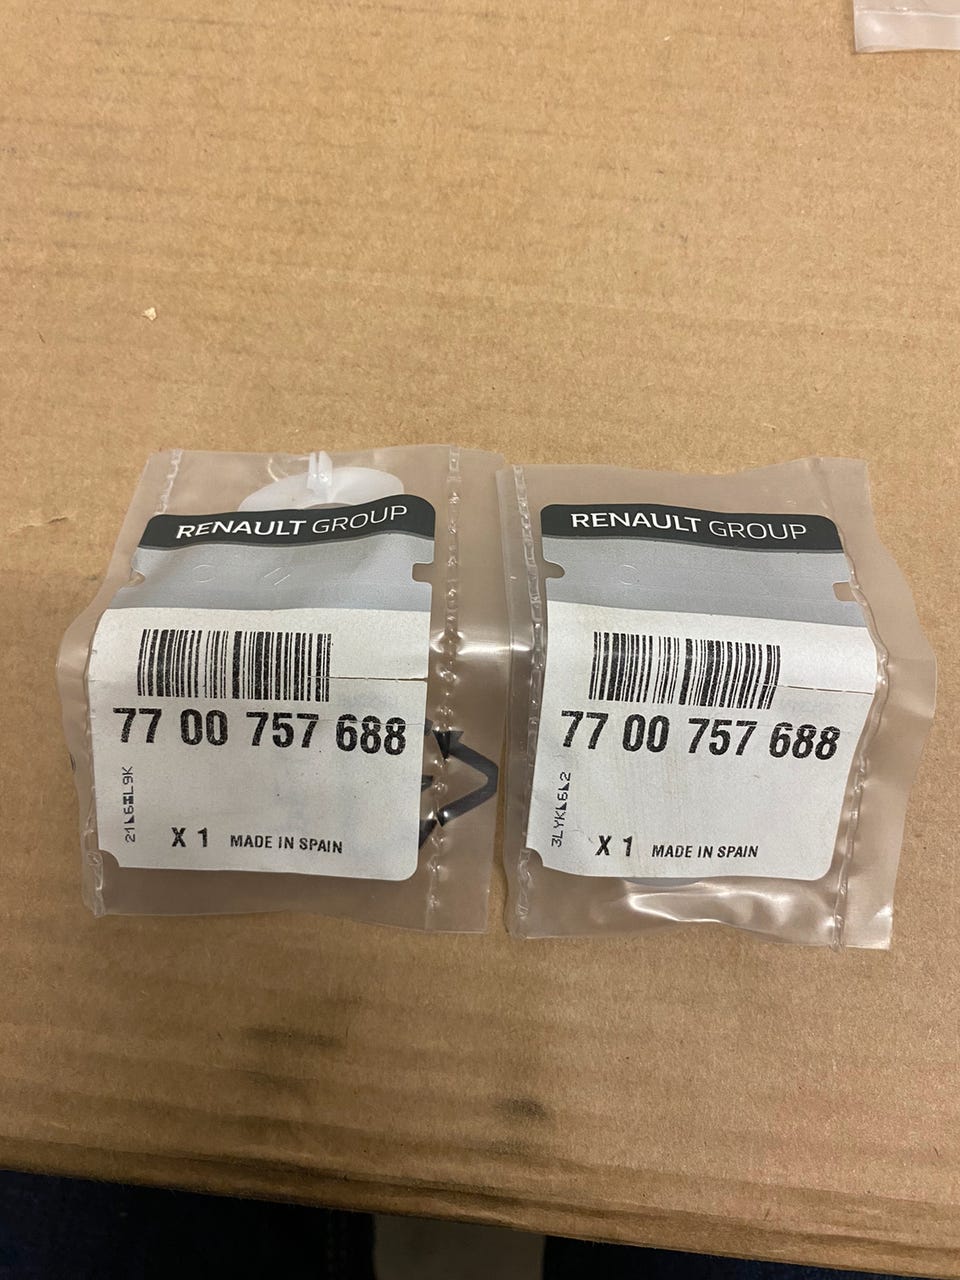 RENAULT GROUP
77 00 757 688
X 1 MADE IN SPAIN
RENAULT GROUP
77 00 757 688
X 1 MADE IN SPAIN